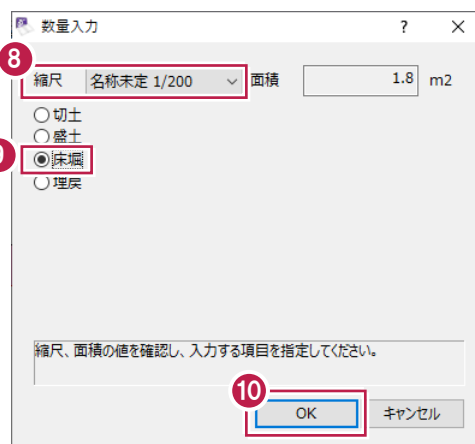 数量入力 ? ×
8
縮尺 名称未定 1/200 面積 1.8 m2
切土
盛土
9 床堀
埋戻
縮尺、面積の値を確認し、入力する項目を指定してください。
10
OK キャンセル